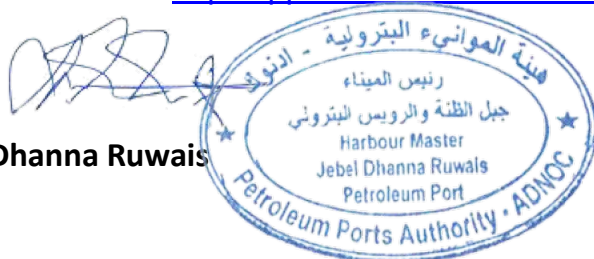 هيئة الموانيء البترولية - ادنوك
رئيس الميناء
جبل الظنة والرويس البتروني
Harbour Master
Jebel Dhanna Ruwais
Petroleum Port
Petroleum Ports Authority - ADNOC
Dhanna Ruwais